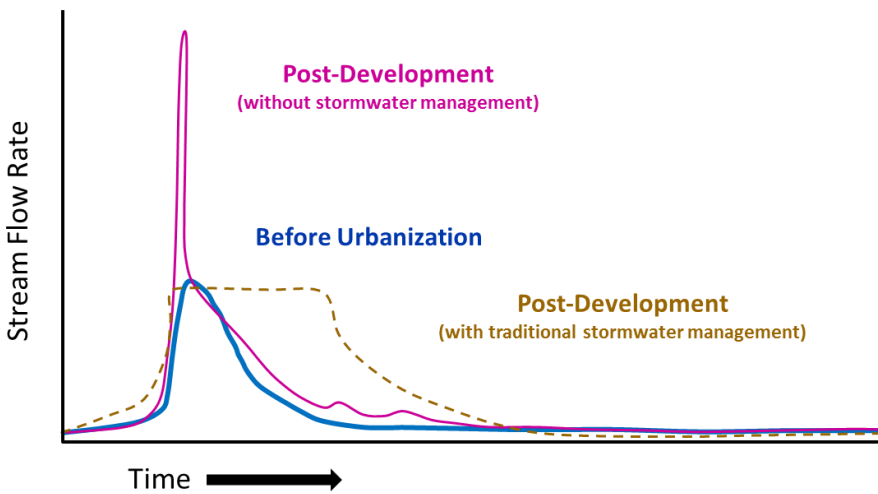 Post-Development
(without stormwater management)
Before Urbanization
Post-Development
(with traditional stormwater management)
Stream Flow Rate
Time